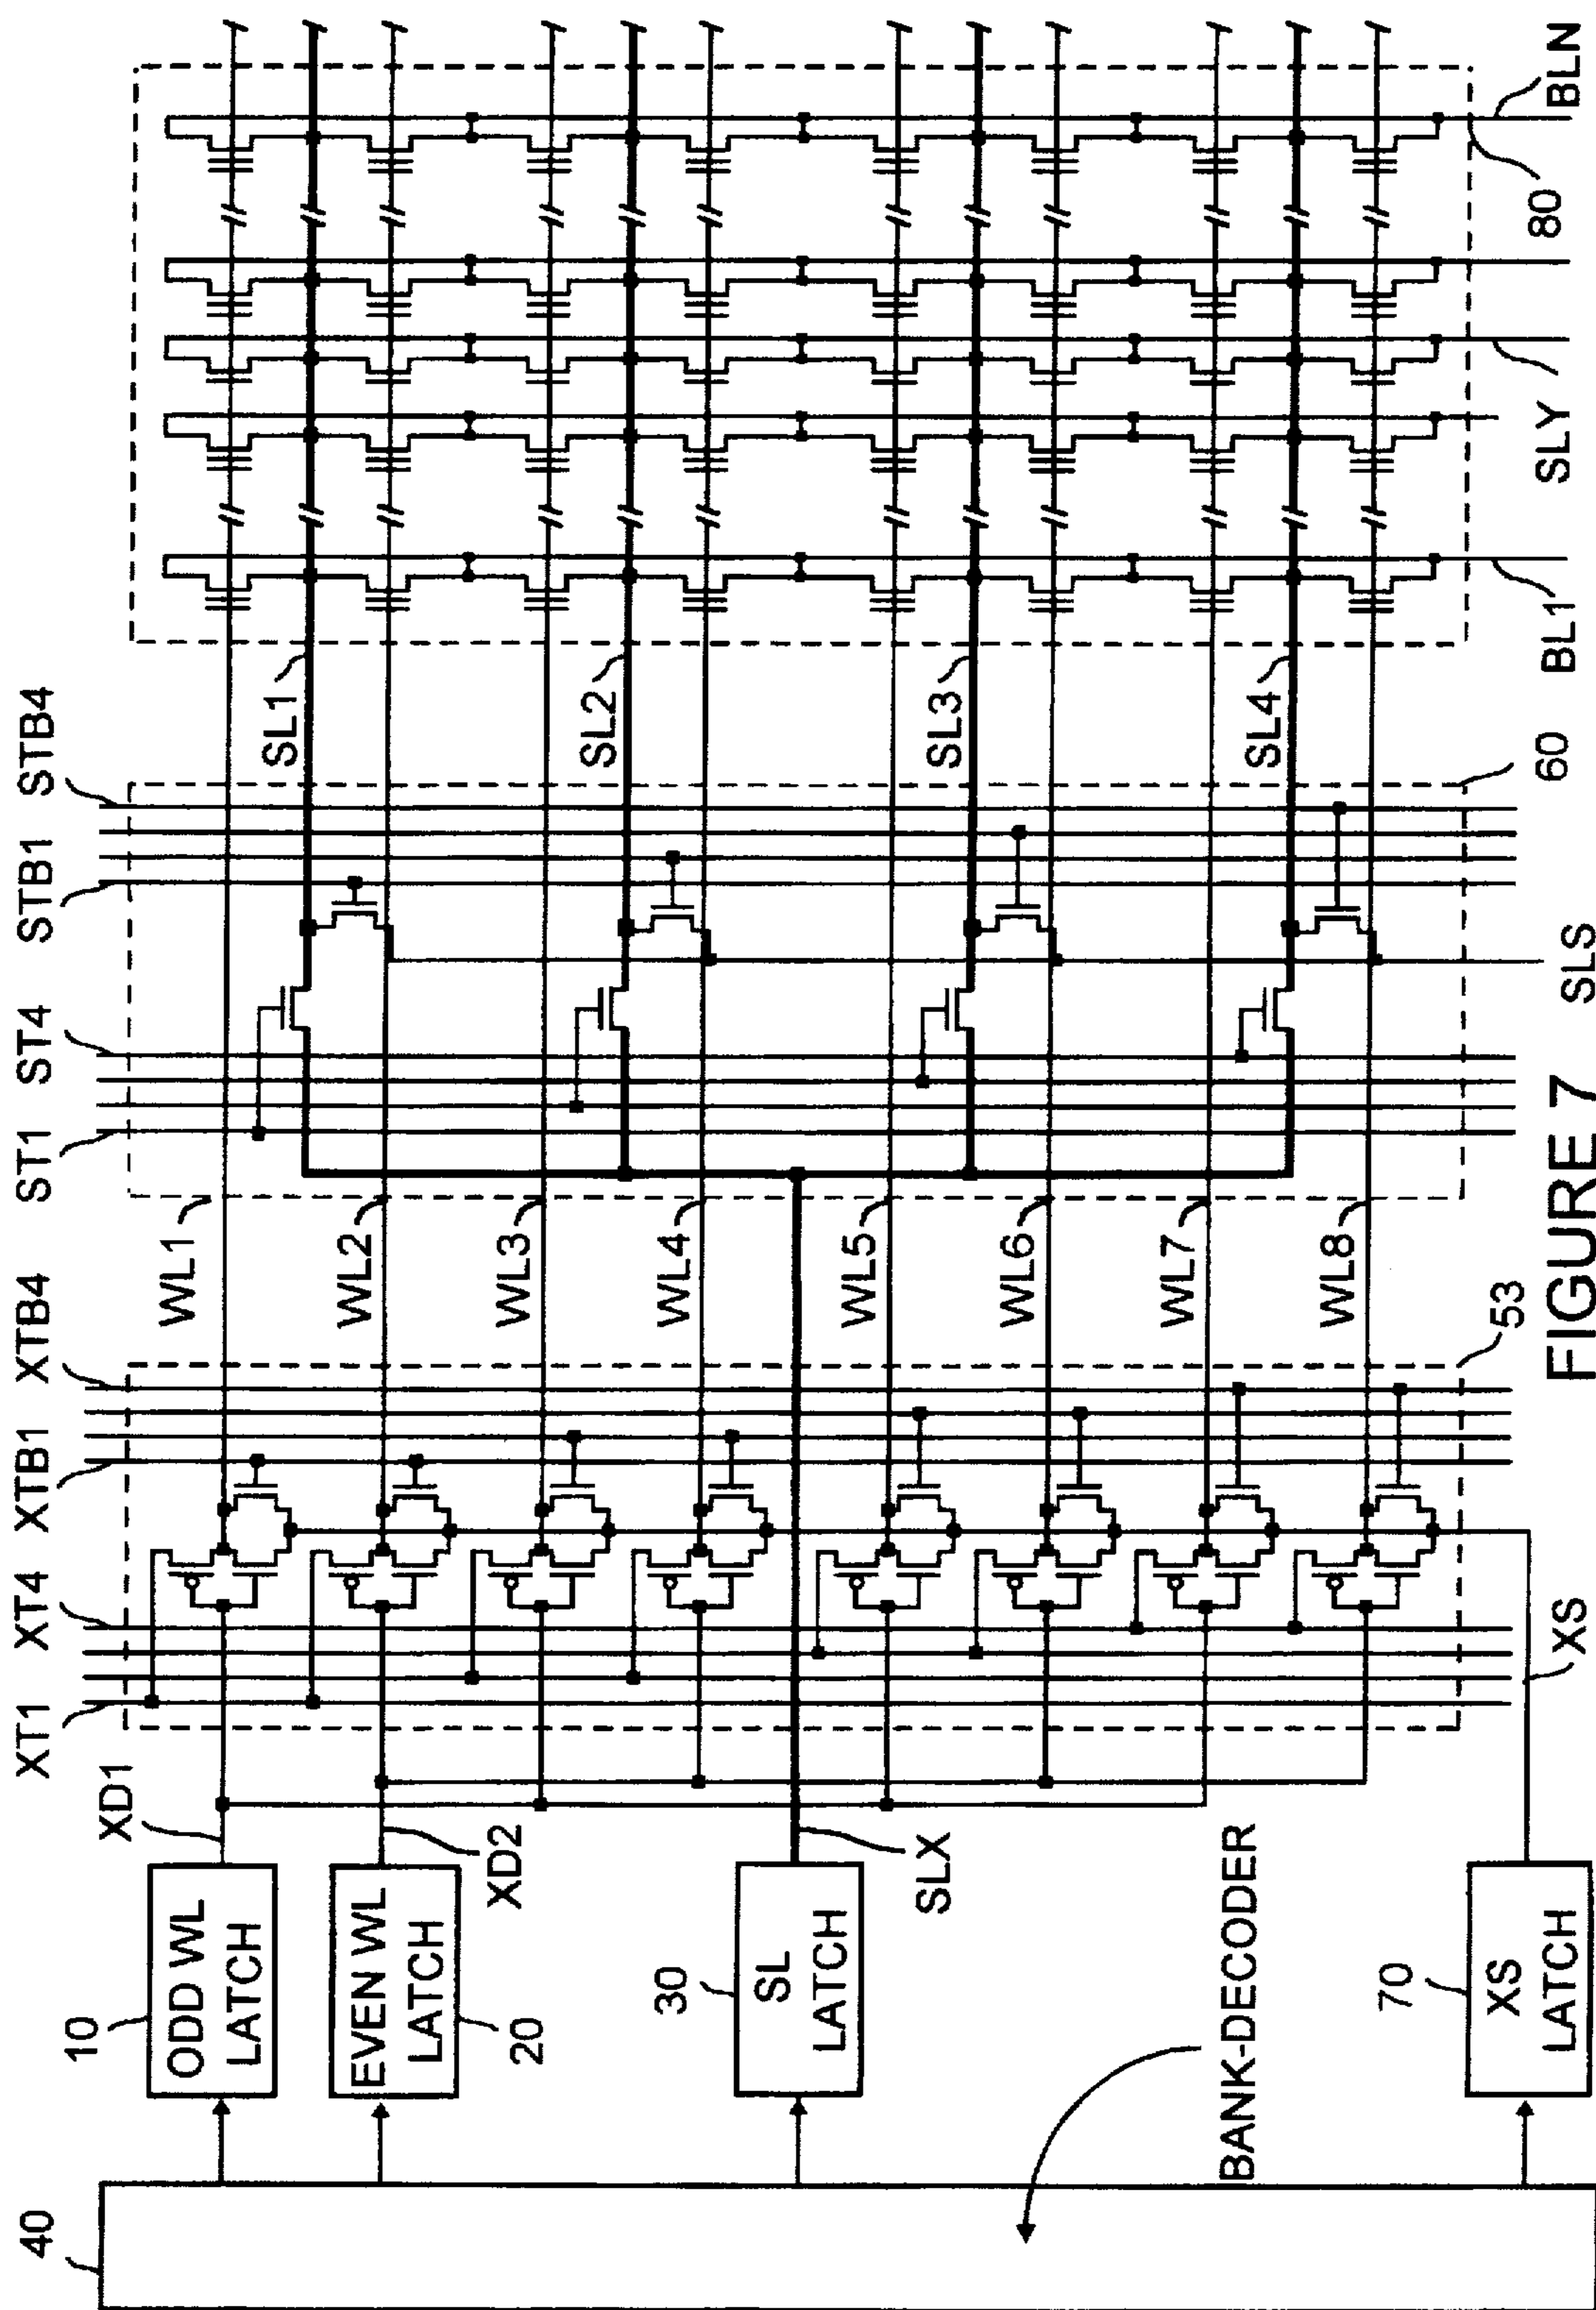 40
BANK-DECODER
10
ODD WL
LATCH
EVEN WL
LATCH
20
30
SL
LATCH
70
XS
LATCH
XD1
XD2
SLX
XS
XT1
XT4
XTB1
XTB4
53
WL1
WL2
WL3
WL4
WL5
WL6
WL7
WL8
ST1
ST4
STB1
STB4
SLS
60
SL1
SL2
SL3
SL4
BL1
SLY
80
BLN
FIGURE 7